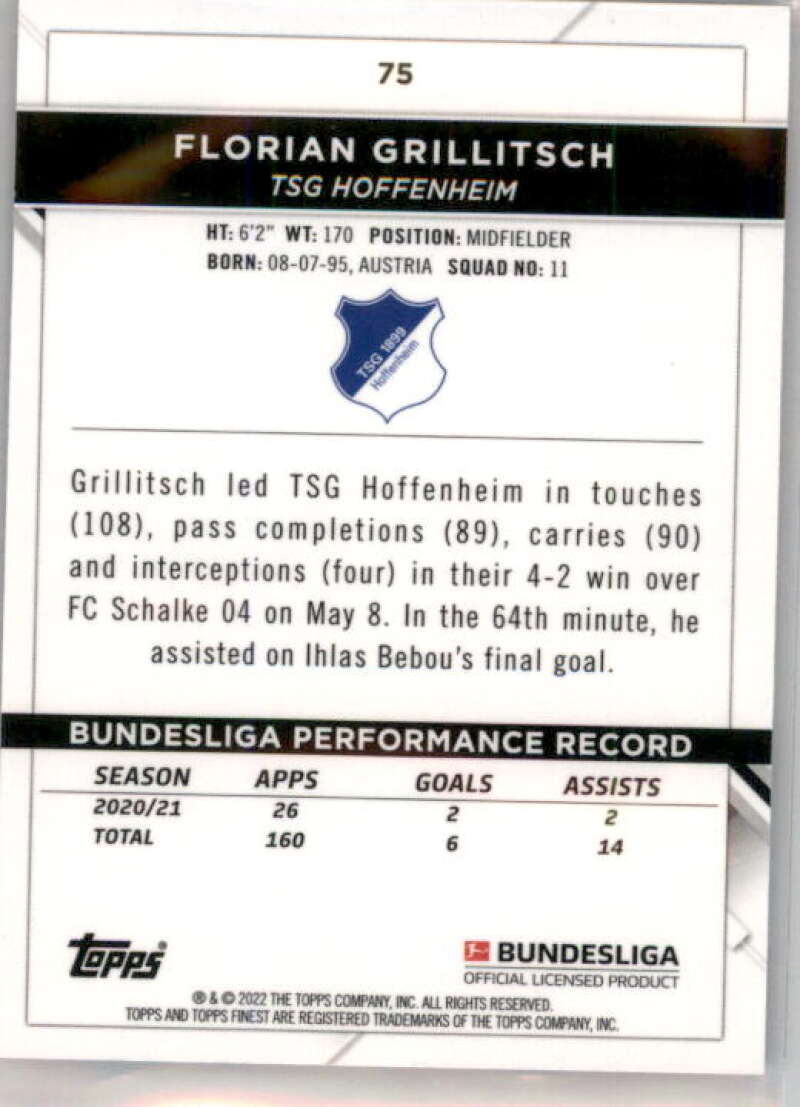 75
FLORIAN GRILLITSCH
TSG HOFFENHEIM
HT: 6'2" WT: 170 POSITION: MIDFIELDER
BORN: 08-07-95, AUSTRIA SQUAD NO: 11
TSG 1899
Hoffenheim
Grillitsch led TSG Hoffenheim in touches
(108), pass completions (89), carries (90)
and interceptions (four) in their 4-2 win over
FC Schalke 04 on May 8. In the 64th minute, he
assisted on Ihlas Bebou's final goal.
BUNDESLIGA PERFORMANCE RECORD
SEASON APPS GOALS ASSISTS
2020/21 26 2 2
TOTAL 160 6 14
Topps® BUNDESLIGA
OFFICIAL LICENSED PRODUCT
® & © 2022 THE TOPPS COMPANY, INC. ALL RIGHTS RESERVED.
TOPPS AND TOPPS FINEST ARE REGISTERED TRADEMARKS OF THE TOPPS COMPANY, INC.